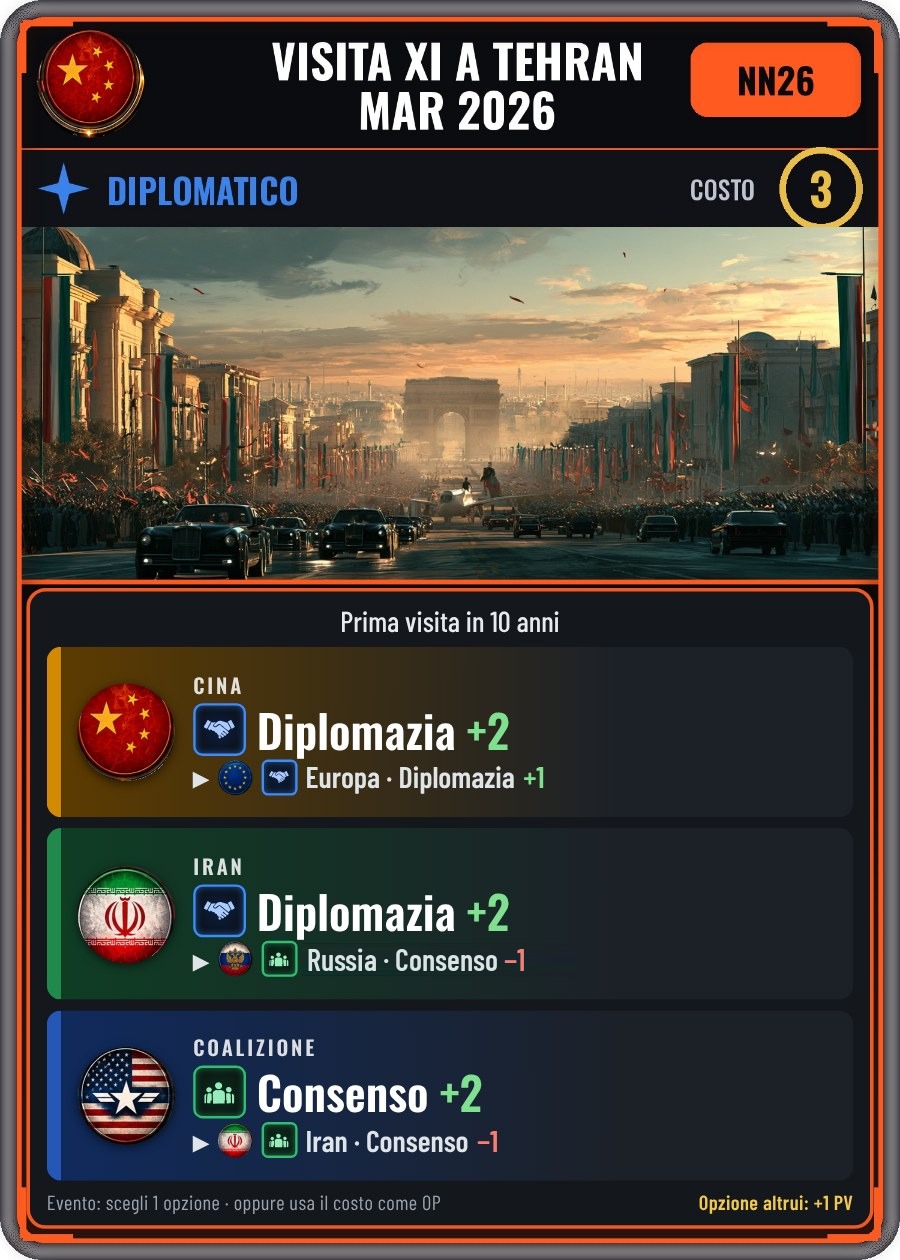 VISITA XI A TEHRAN
MAR 2026
NN26
DIPLOMATICO
COSTO
3
Prima visita in 10 anni
CINA
Diplomazia +2
▶ Europa · Diplomazia +1
IRAN
Diplomazia +2
▶ Russia · Consenso −1
COALIZIONE
Consenso +2
▶ Iran · Consenso −1
Evento: scegli 1 opzione · oppure usa il costo come OP
Opzione altrui: +1 PV